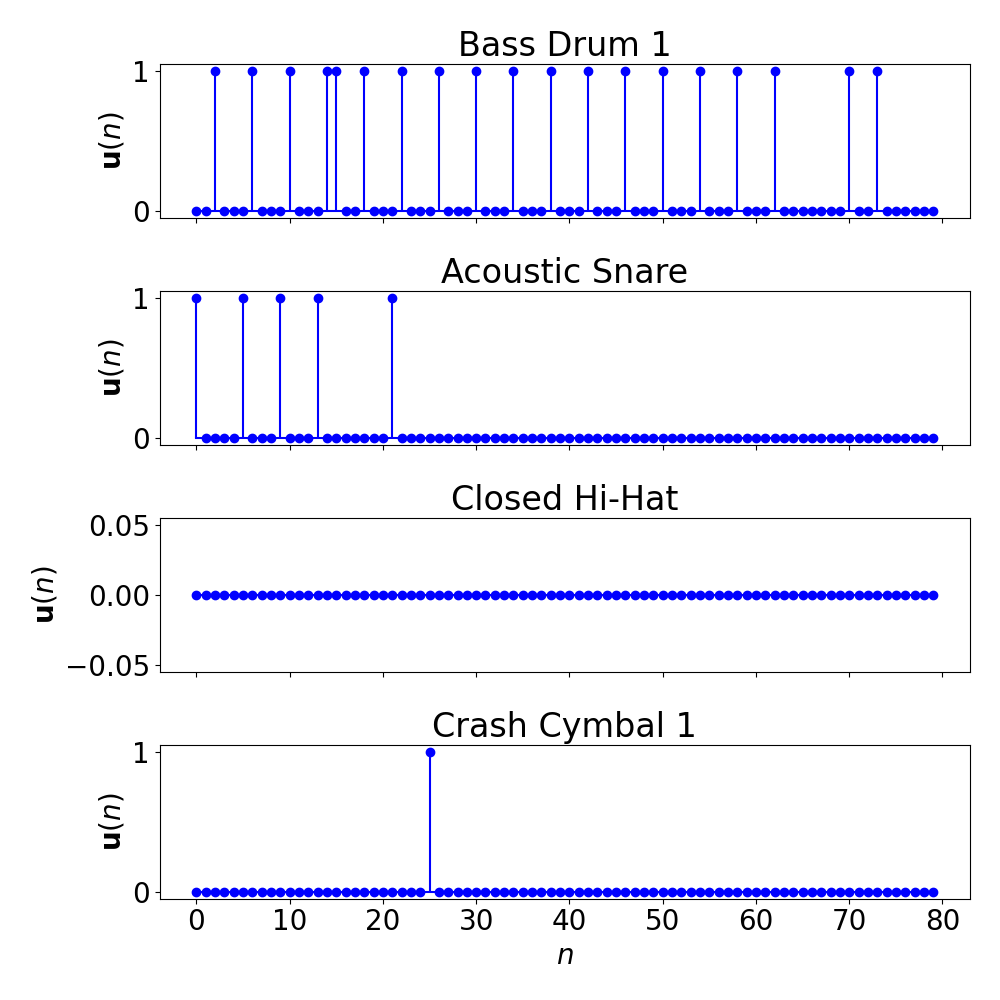 Bass Drum 1
1
u(n)
0
Acoustic Snare
1
u(n)
0
Closed Hi-Hat
0.05
u(n)
0.00
−0.05
Crash Cymbal 1
1
u(n)
0
0 10 20 30 40 50 60 70 80
n